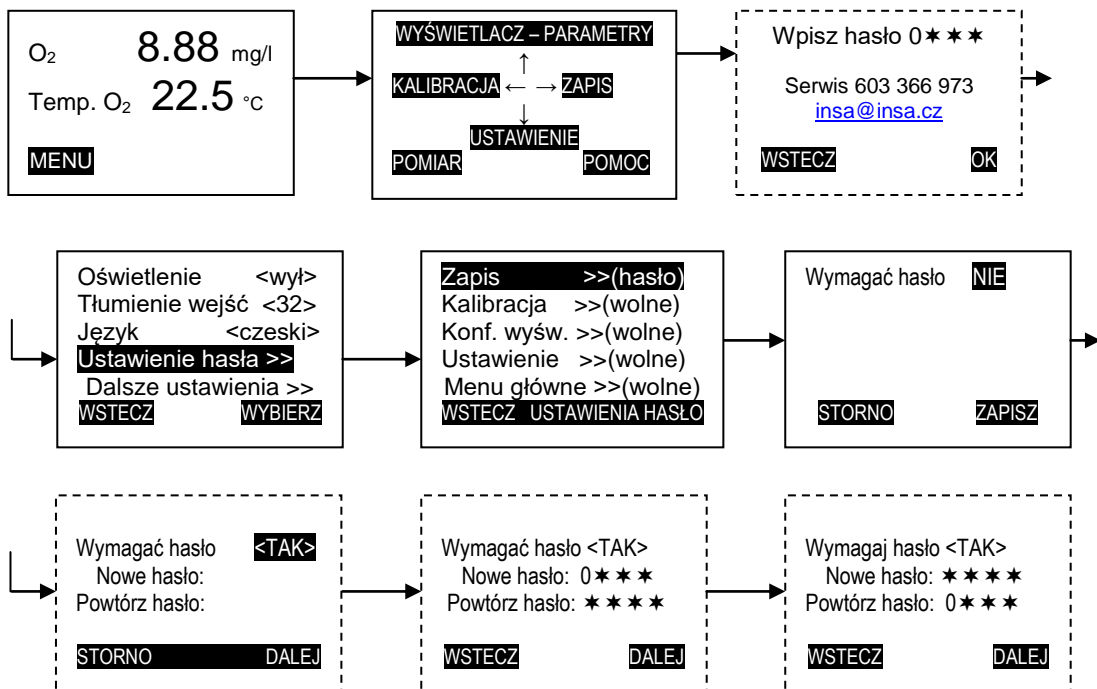 O₂ 8.88 mg/l
Temp. O₂ 22.5 °C
MENU
WYŚWIETLACZ – PARAMETRY
↑
KALIBRACJA ← → ZAPIS
↓
USTAWIENIE
POMIAR POMOC
Wpisz hasło 0✶✶✶
Serwis 603 366 973
insa@insa.cz
WSTECZ OK
Oświetlenie <wył>
Tłumienie wejść <32>
Język <czeski>
Ustawienie hasła >>
Dalsze ustawienia >>
WSTECZ WYBIERZ
Zapis >>(hasło)
Kalibracja >>(wolne)
Konf. wyśw. >>(wolne)
Ustawienie >>(wolne)
Menu główne >>(wolne)
WSTECZ USTAWIENIA HASŁO
Wymagać hasło NIE
STORNO ZAPISZ
Wymagać hasło <TAK>
Nowe hasło:
Powtórz hasło:
STORNO DALEJ
Wymagać hasło <TAK>
Nowe hasło: 0✶✶✶
Powtórz hasło: ✶✶✶✶
WSTECZ DALEJ
Wymagaj hasło <TAK>
Nowe hasło: ✶✶✶✶
Powtórz hasło: 0✶✶✶
WSTECZ DALEJ